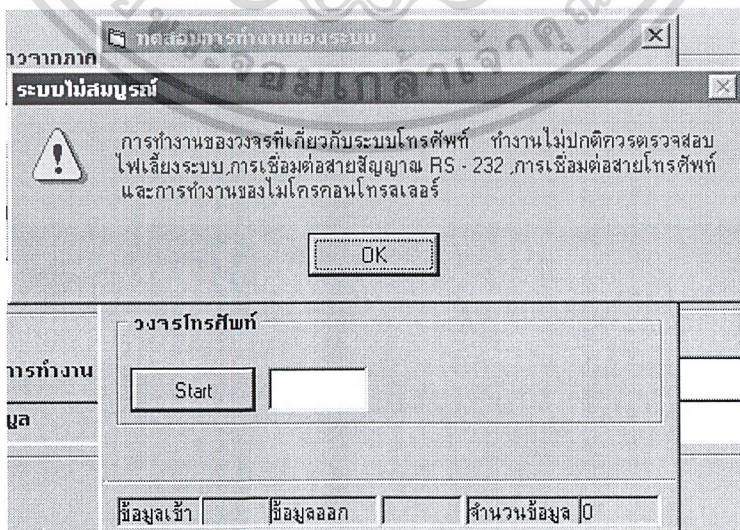 ทดสอบการทำงานของระบบ
ระบบไม่สมบูรณ์
การทำงานของวงจรที่เกี่ยวกับระบบโทรศัพท์ ทำงานไม่ปกติควรตรวจสอบ
ไฟเลี้ยงระบบ,การเชื่อมต่อสายสัญญาณ RS - 232 ,การเชื่อมต่อสายโทรศัพท์
และการทำงานของไมโครคอนโทรลเลอร์
OK
วงจรโทรศัพท์
การทำงาน
Start
มูล
ข้อมูลเข้า ข้อมูลออก จำนวนข้อมูล 0